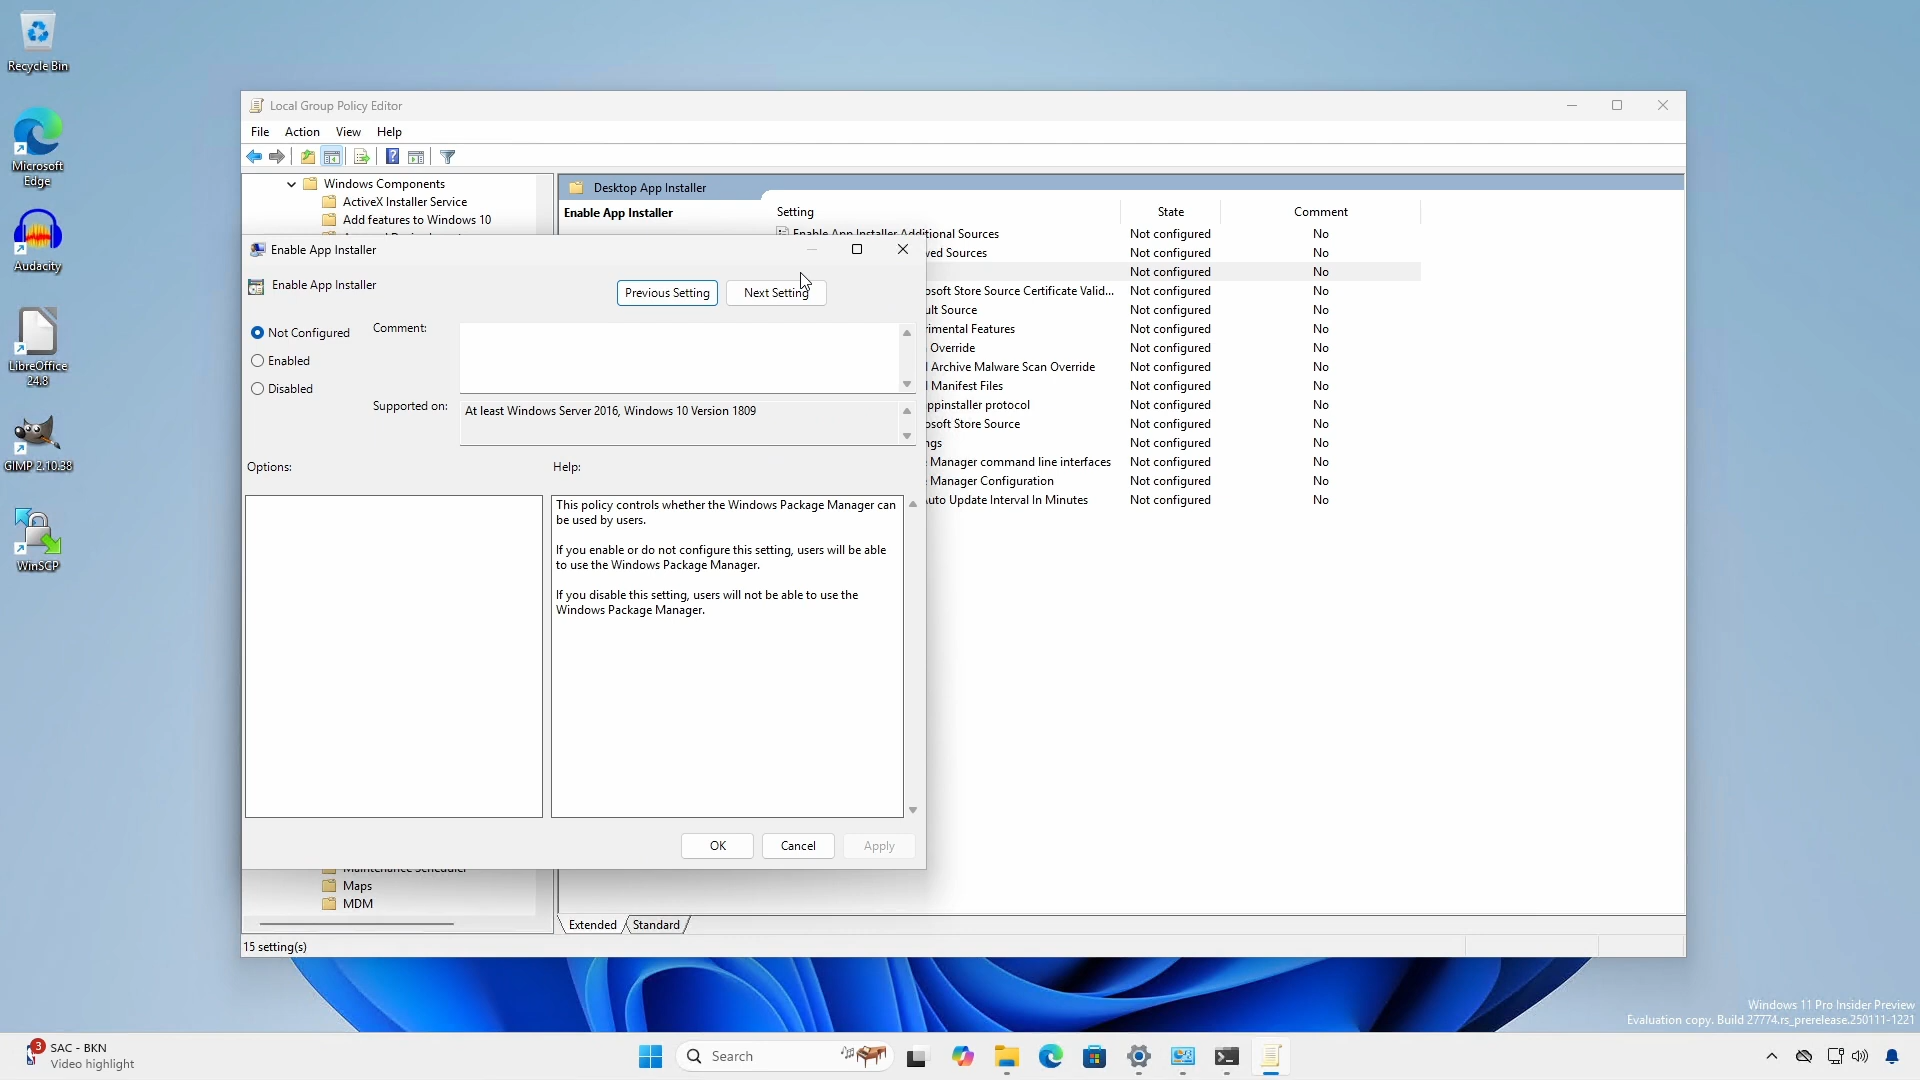 Recycle Bin
Microsoft
Edge
Audacity
LibreOffice
24.8
GIMP 2.10.38
WinSCP
Local Group Policy Editor
File Action View Help
Windows Components
ActiveX Installer Service
Add features to Windows 10
Desktop App Installer
Enable App Installer
Setting State Comment
Enable App Installer Additional Sources Not configured No
ved Sources Not configured No
Not configured No
osoft Store Source Certificate Valid... Not configured No
ult Source Not configured No
rimental Features Not configured No
Override Not configured No
Archive Malware Scan Override Not configured No
Manifest Files Not configured No
ppinstaller protocol Not configured No
osoft Store Source Not configured No
ngs Not configured No
Manager command line interfaces Not configured No
Manager Configuration Not configured No
uto Update Interval In Minutes Not configured No
Enable App Installer
Enable App Installer
Previous Setting Next Setting
Not Configured
Enabled
Disabled
Comment:
Supported on:
At least Windows Server 2016, Windows 10 Version 1809
Options:
Help:
This policy controls whether the Windows Package Manager can
be used by users.
If you enable or do not configure this setting, users will be able
to use the Windows Package Manager.
If you disable this setting, users will not be able to use the
Windows Package Manager.
OK Cancel Apply
Maintenance Scheduler
Maps
MDM
Extended Standard
15 setting(s)
Windows 11 Pro Insider Preview
Evaluation copy. Build 27774.rs_prerelease.250111-1221
3
SAC - BKN
Video highlight
Search